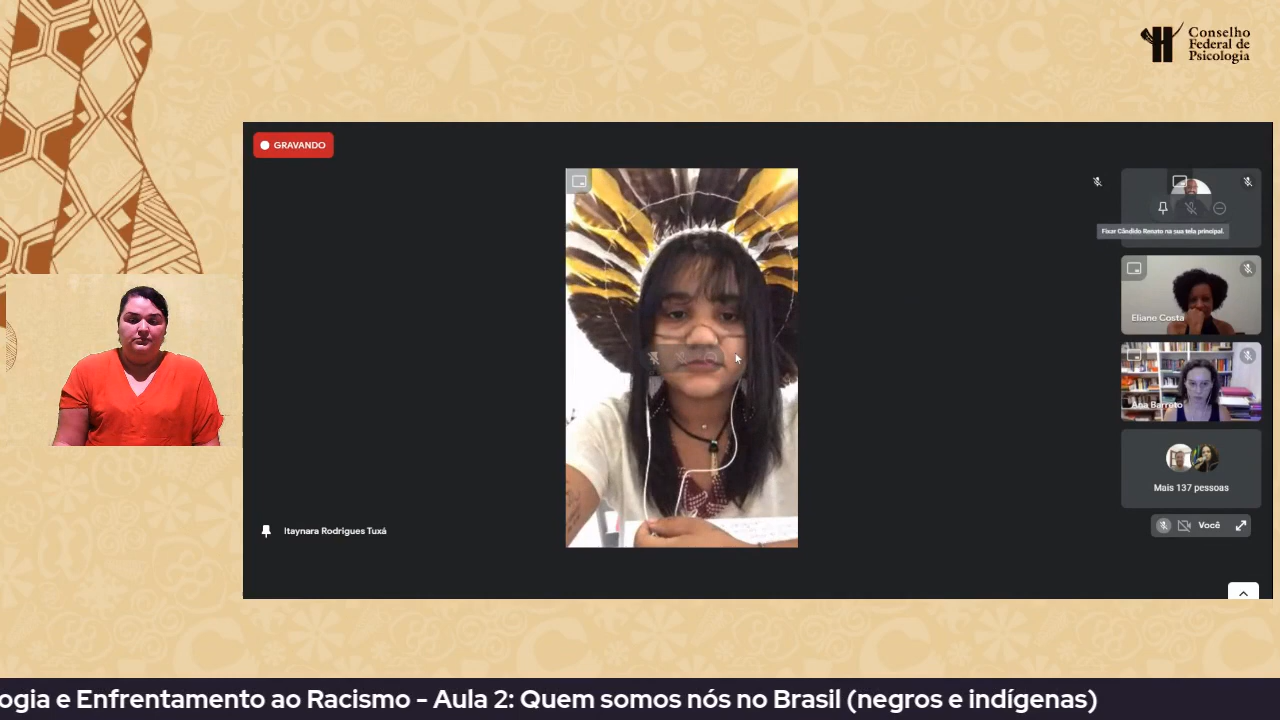 Conselho
Federal de
Psicologia
GRAVANDO
Fixar Cândido Renato na sua tela principal.
Eliane Costa
Ana Barreto
Mais 137 pessoas
Você
Itaynara Rodrigues Tuxá
ogia e Enfrentamento ao Racismo - Aula 2: Quem somos nós no Brasil (negros e indígenas)